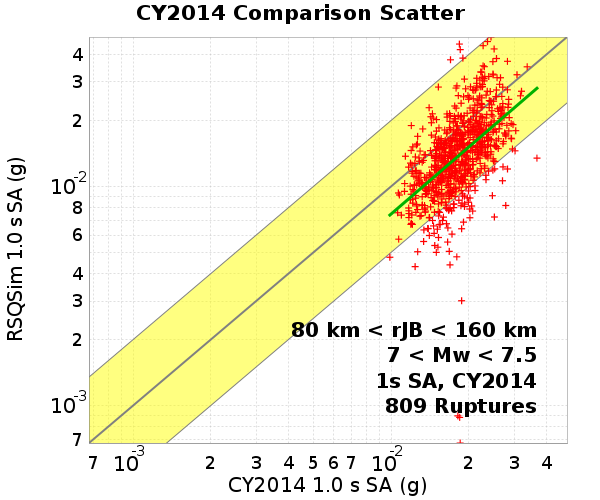 CY2014 Comparison Scatter
RSQSim 1.0 s SA (g)
4
3
2
10-2
8
6
4
3
2
10-3
7
80 km < rJB < 160 km
7 < Mw < 7.5
1s SA, CY2014
809 Ruptures
7 10-3 2 3 4 5 6 7 10-2 2 3 4
CY2014 1.0 s SA (g)